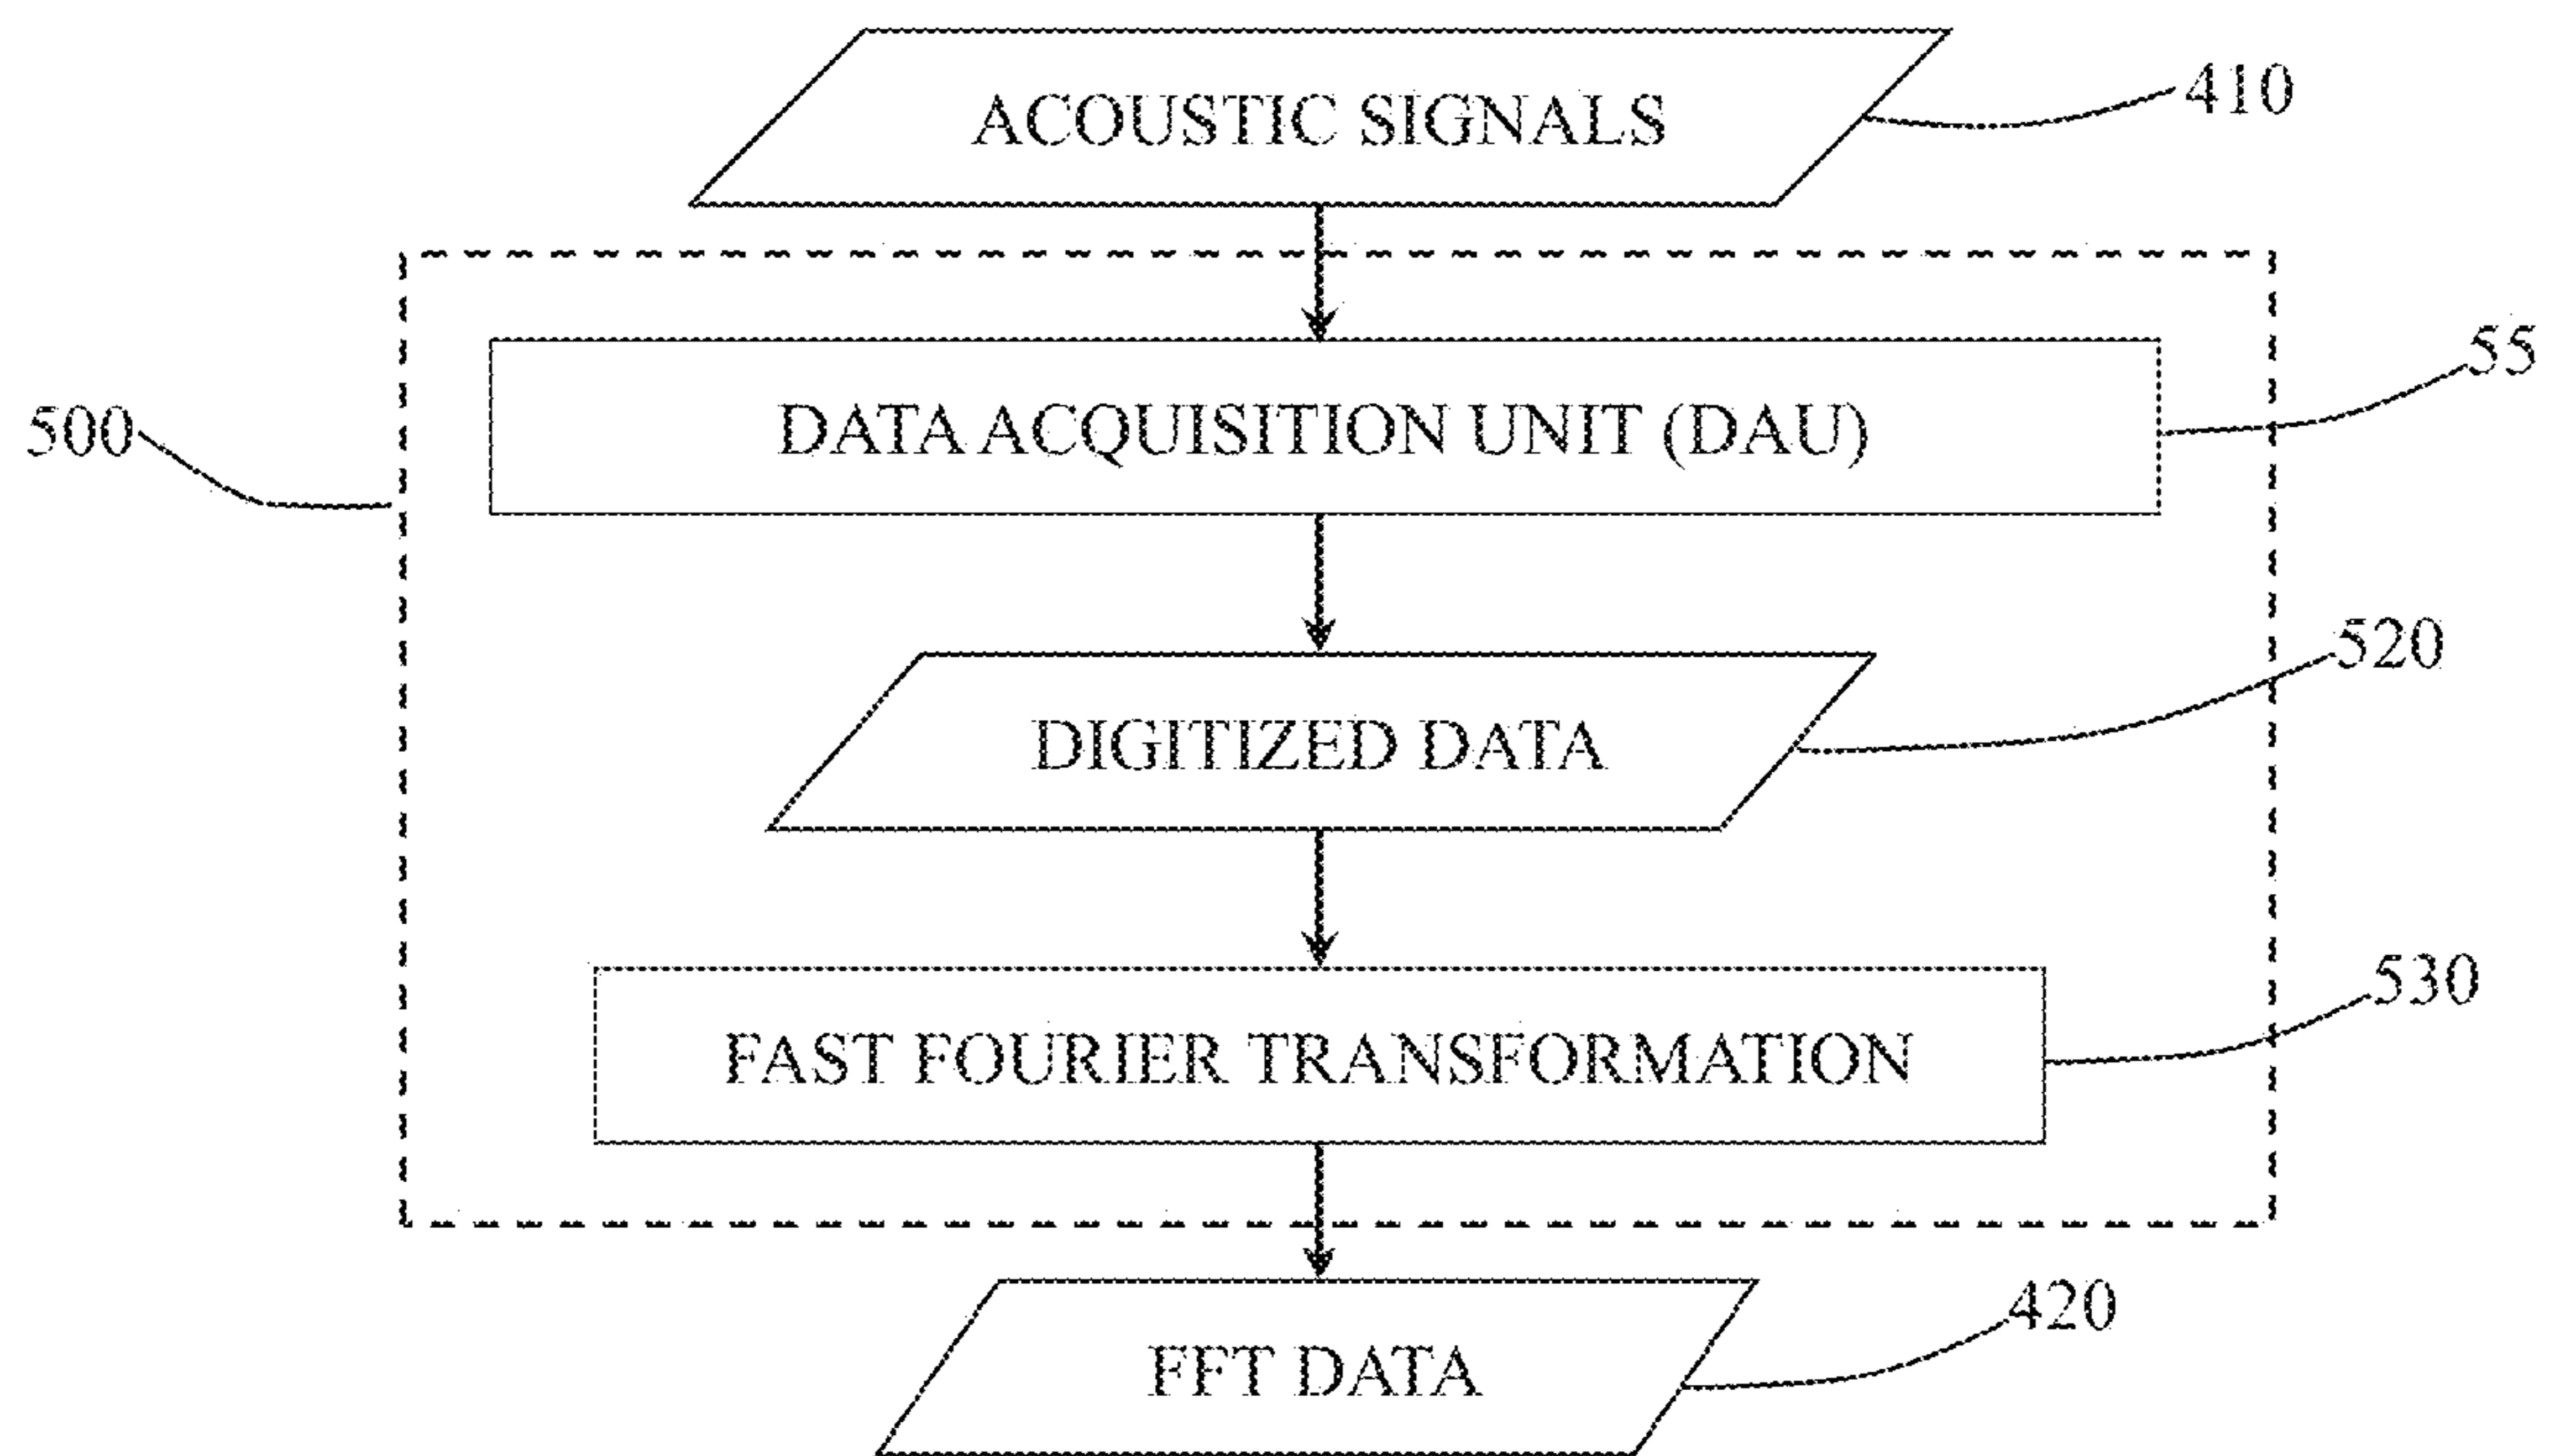 ACOUSTIC SIGNALS
410
DATA ACQUISITION UNIT (DAU)
55
500
DIGITIZED DATA
520
FAST FOURIER TRANSFORMATION
530
FFT DATA
420